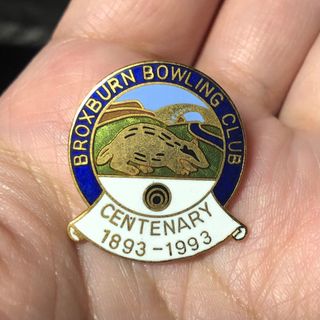 BROXBURN BOWLING CLUB
CENTENARY
1893-1993